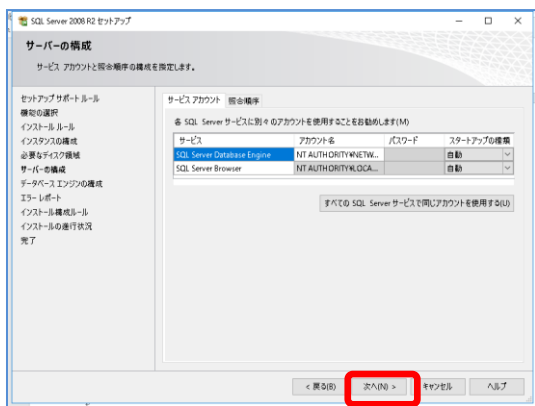 SQL Server 2008 R2 セットアップ
サーバーの構成
サービス アカウントと照合順序の構成を指定します。
セットアップ サポート ルール
機能の選択
インストール ルール
インスタンスの構成
必要なディスク領域
サーバーの構成
データベース エンジンの構成
エラー レポート
インストール構成ルール
インストールの進行状況
完了
サービス アカウント 照合順序
各 SQL Server サービスに別々のアカウントを使用することをお勧めします(M)
サービス アカウント名 パスワード スタートアップの種類
SQL Server Database Engine NT AUTHORITY¥NETW... 自動
SQL Server Browser NT AUTHORITY¥LOCA... 自動
すべての SQL Server サービスで同じアカウントを使用する(U)
< 戻る(B) 次へ(N) > キャンセル ヘルプ